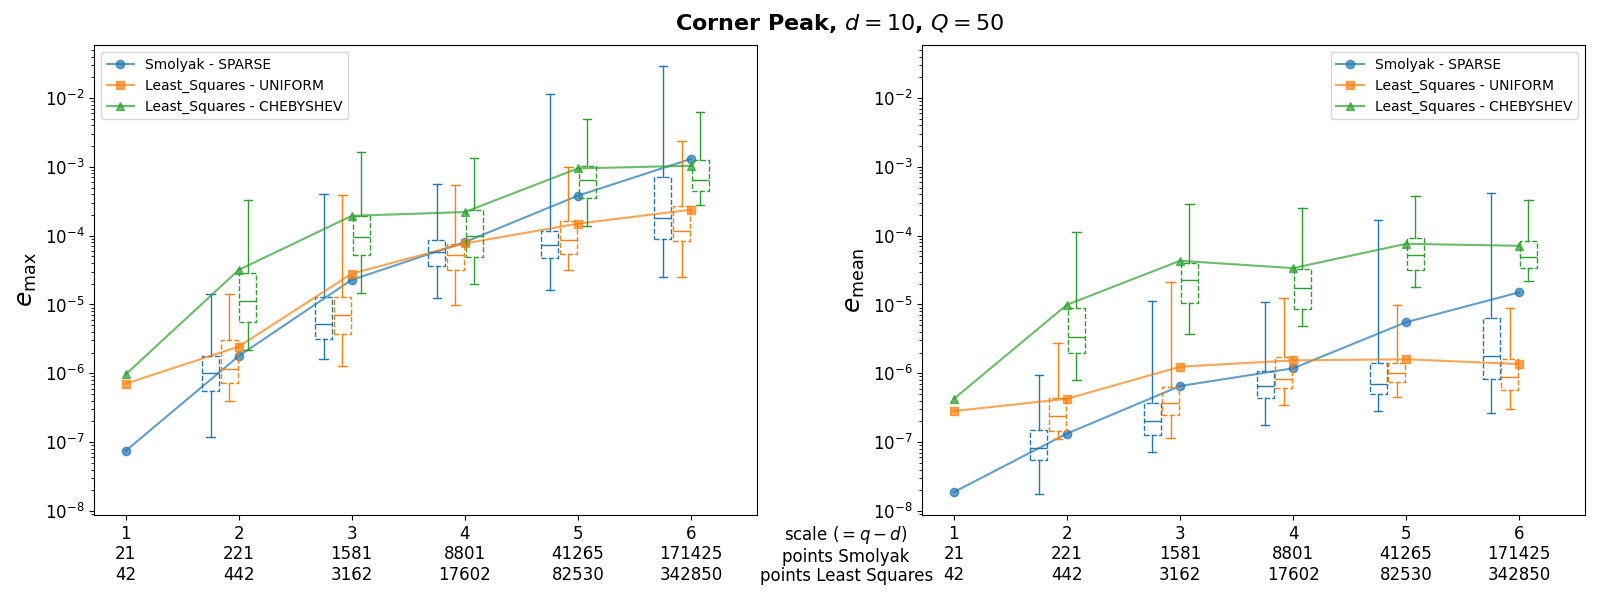 Corner Peak, d = 10, Q = 50
Smolyak - SPARSE
Least_Squares - UNIFORM
Least_Squares - CHEBYSHEV
e_max
10^{-2}
10^{-3}
10^{-4}
10^{-5}
10^{-6}
10^{-7}
10^{-8}
1 2 3 4 5 6
21 221 1581 8801 41265 171425
42 442 3162 17602 82530 342850
scale (= q − d)
points Smolyak
points Least Squares
Smolyak - SPARSE
Least_Squares - UNIFORM
Least_Squares - CHEBYSHEV
e_mean
10^{-2}
10^{-3}
10^{-4}
10^{-5}
10^{-6}
10^{-7}
10^{-8}
1 2 3 4 5 6
21 221 1581 8801 41265 171425
42 442 3162 17602 82530 342850